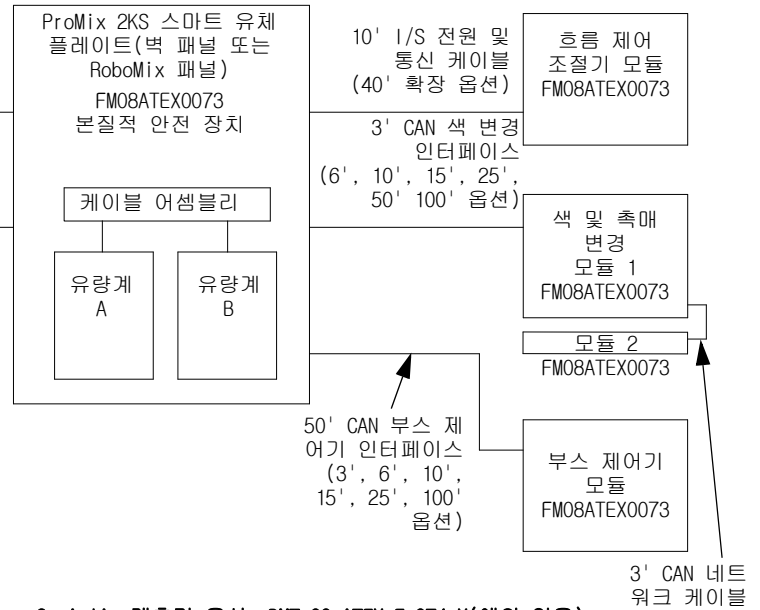 ProMix 2KS 스마트 유체
플레이트(벽 패널 또는
RoboMix 패널)
FM08ATEX0073
본질적 안전 장치
케이블 어셈블리
유량계
A
유량계
B
10' I/S 전원 및
통신 케이블
(40' 확장 옵션)
흐름 제어
조절기 모듈
FM08ATEX0073
3' CAN 색 변경
인터페이스
(6', 10', 15', 25',
50' 100' 옵션)
색 및 촉매
변경
모듈 1
FM08ATEX0073
모듈 2
FM08ATEX0073
50' CAN 부스 제
어기 인터페이스
(3', 6', 10',
15', 25', 100'
옵션)
부스 제어기
모듈
FM08ATEX0073
3' CAN 네트
워크 케이블